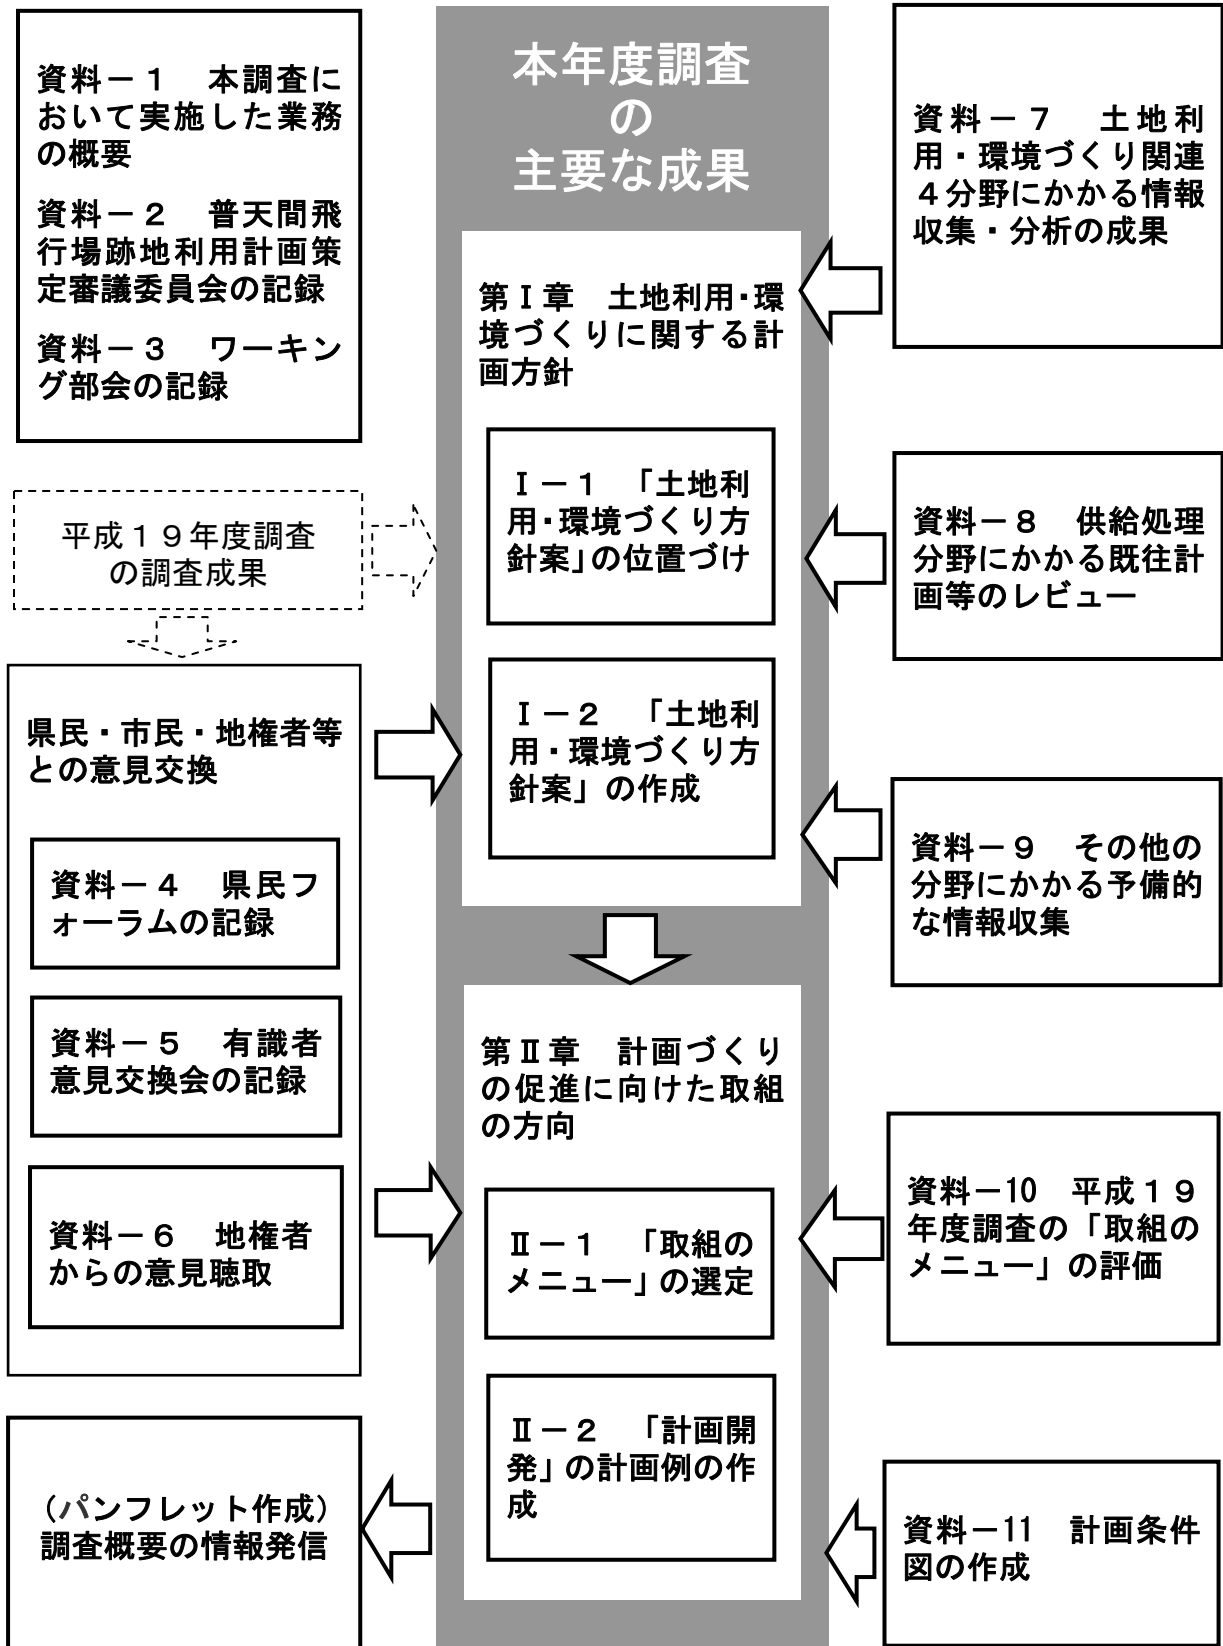 資料－１　本調査に
おいて実施した業務
の概要
資料－２　普天間飛
行場跡地利用計画策
定審議委員会の記録
資料－３　ワーキン
グ部会の記録
平成１９年度調査
の調査成果
県民・市民・地権者等
との意見交換
資料－４　県民フ
ォーラムの記録
資料－５　有識者
意見交換会の記録
資料－６　地権者
からの意見聴取
（パンフレット作成）
調査概要の情報発信
本年度調査
の
主要な成果
第Ⅰ章　土地利用・環
境づくりに関する計
画方針
Ⅰ－１　「土地利
用・環境づくり方
針案」の位置づけ
Ⅰ－２　「土地利
用・環境づくり方
針案」の作成
第Ⅱ章　計画づくり
の促進に向けた取組
の方向
Ⅱ－１　「取組の
メニュー」の選定
Ⅱ－２　「計画開
発」の計画例の作
成
資料－７　土地利
用・環境づくり関連
４分野にかかる情報
収集・分析の成果
資料－８　供給処理
分野にかかる既往計
画等のレビュー
資料－９　その他の
分野にかかる予備的
な情報収集
資料－10　平成１９
年度調査の「取組の
メニュー」の評価
資料－11　計画条件
図の作成